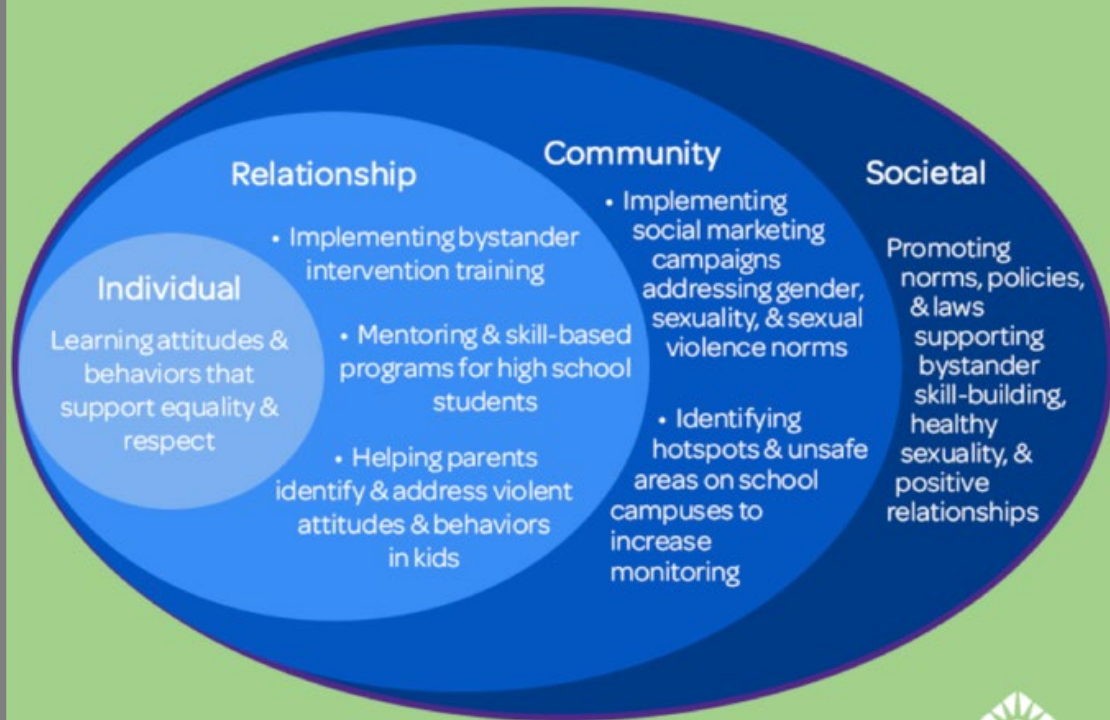 Individual
Learning attitudes &
behaviors that
support equality &
respect
Relationship
• Implementing bystander
intervention training
• Mentoring & skill-based
programs for high school
students
• Helping parents
identify & address violent
attitudes & behaviors
in kids
Community
• Implementing
social marketing
campaigns
addressing gender,
sexuality, & sexual
violence norms
• Identifying
hotspots & unsafe
areas on school
campuses to
increase
monitoring
Societal
Promoting
norms, policies,
& laws
supporting
bystander
skill-building,
healthy
sexuality, &
positive
relationships